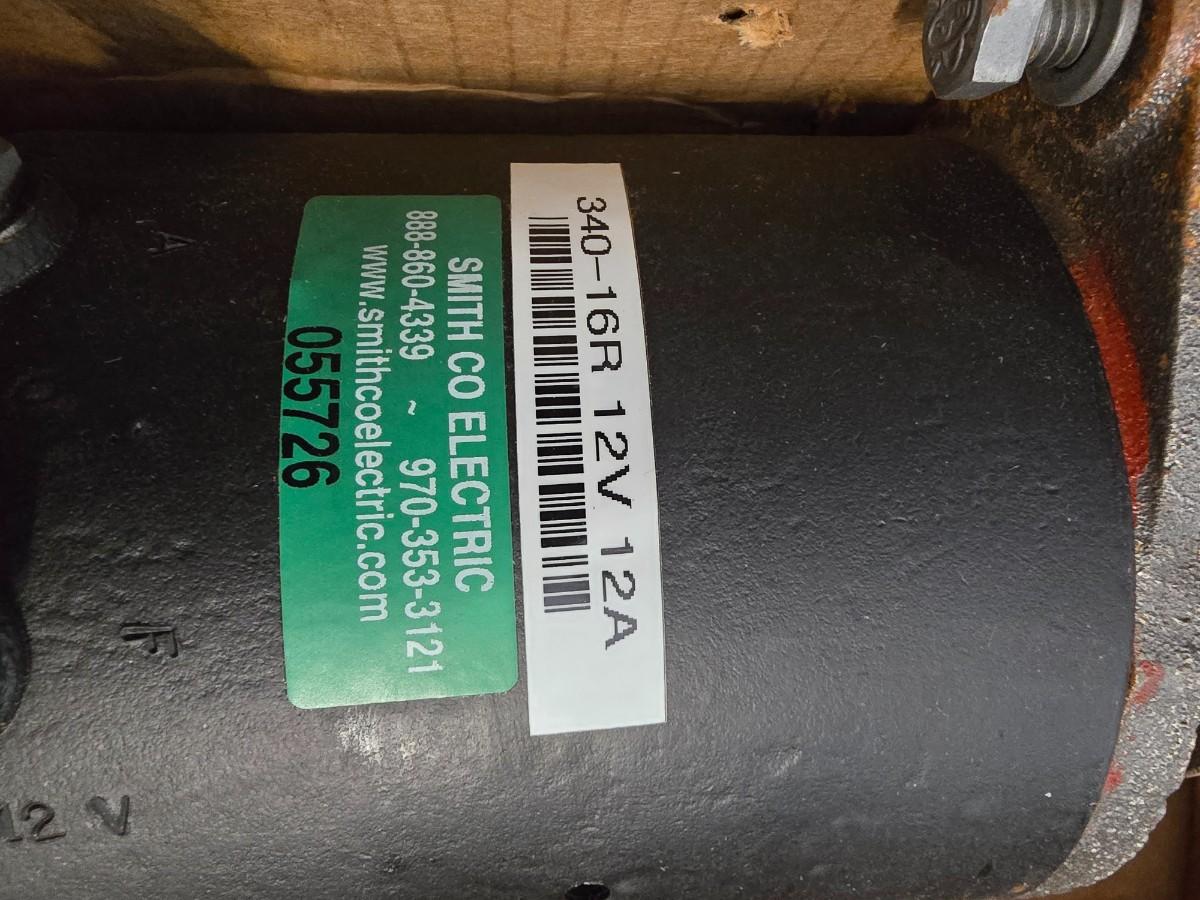 340-16R 12V 12A
SMITH CO ELECTRIC
888-860-4339 ~ 970-353-3121
www.smithcoelectric.com
055726
A
F
12 V